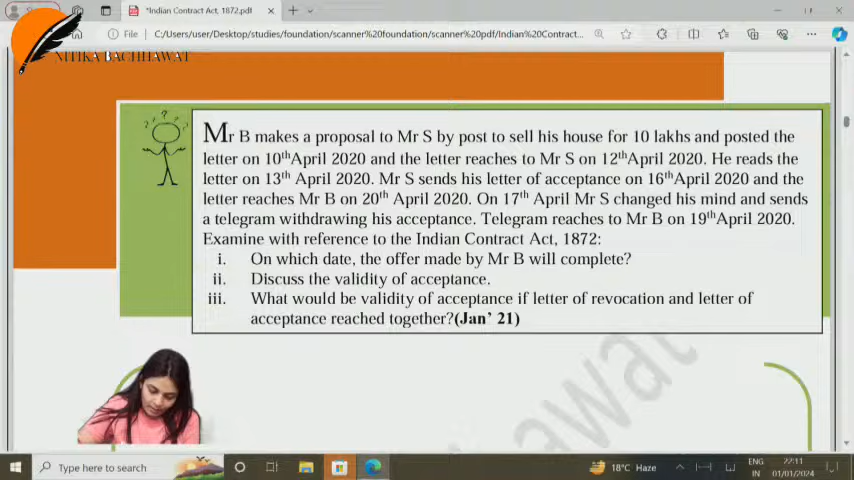 *Indian Contract Act, 1872.pdf
File
C:/Users/user/Desktop/studies/foundation/scanner%20foundation/scanner%20pdf/Indian%20Contract...
NITIKA BACHHAWAT
Mr B makes a proposal to Mr S by post to sell his house for 10 lakhs and posted the
letter on 10th April 2020 and the letter reaches to Mr S on 12th April 2020. He reads the
letter on 13th April 2020. Mr S sends his letter of acceptance on 16th April 2020 and the
letter reaches Mr B on 20th April 2020. On 17th April Mr S changed his mind and sends
a telegram withdrawing his acceptance. Telegram reaches to Mr B on 19th April 2020.
Examine with reference to the Indian Contract Act, 1872:
i. On which date, the offer made by Mr B will complete?
ii. Discuss the validity of acceptance.
iii. What would be validity of acceptance if letter of revocation and letter of
acceptance reached together?(Jan' 21)
hawat
Type here to search
18°C Haze
ENG
IN
22:11
01/01/2024